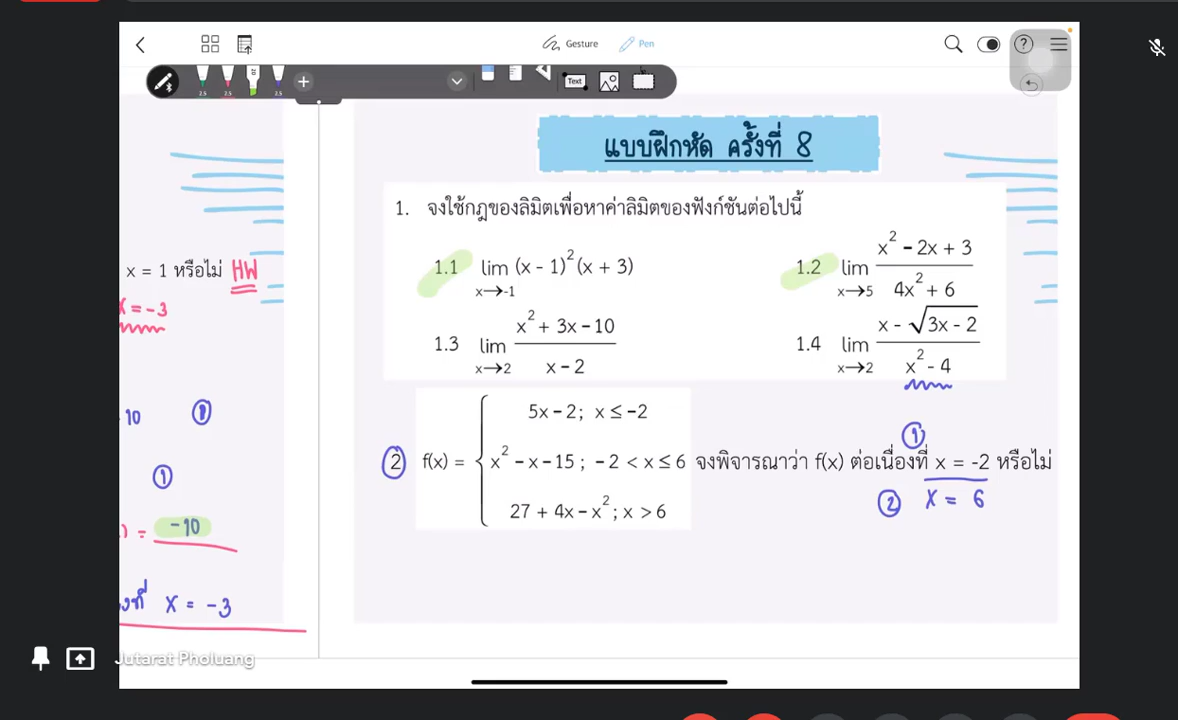 Gesture Pen
2.5 2.5 2.5 Text
แบบฝึกหัด ครั้งที่ 8
1. จงใช้กฎของลิมิตเพื่อหาค่าลิมิตของฟังก์ชันต่อไปนี้
1.1 lim x→-1 (x - 1)² (x + 3)
1.2 lim x→5 (x² - 2x + 3)/(4x² + 6)
1.3 lim x→2 (x² + 3x - 10)/(x - 2)
1.4 lim x→2 (x - √(3x - 2))/(x² - 4)
② f(x) = { 5x - 2; x ≤ -2
x² - x - 15; -2 < x ≤ 6 จงพิจารณาว่า f(x) ต่อเนื่องที่ ① x = -2 หรือไม่
27 + 4x - x²; x > 6
② x = 6
x = 1 หรือไม่ HW
x = -3
-10
①
= -10
ที่ x = -3
Jutarat Pholuang